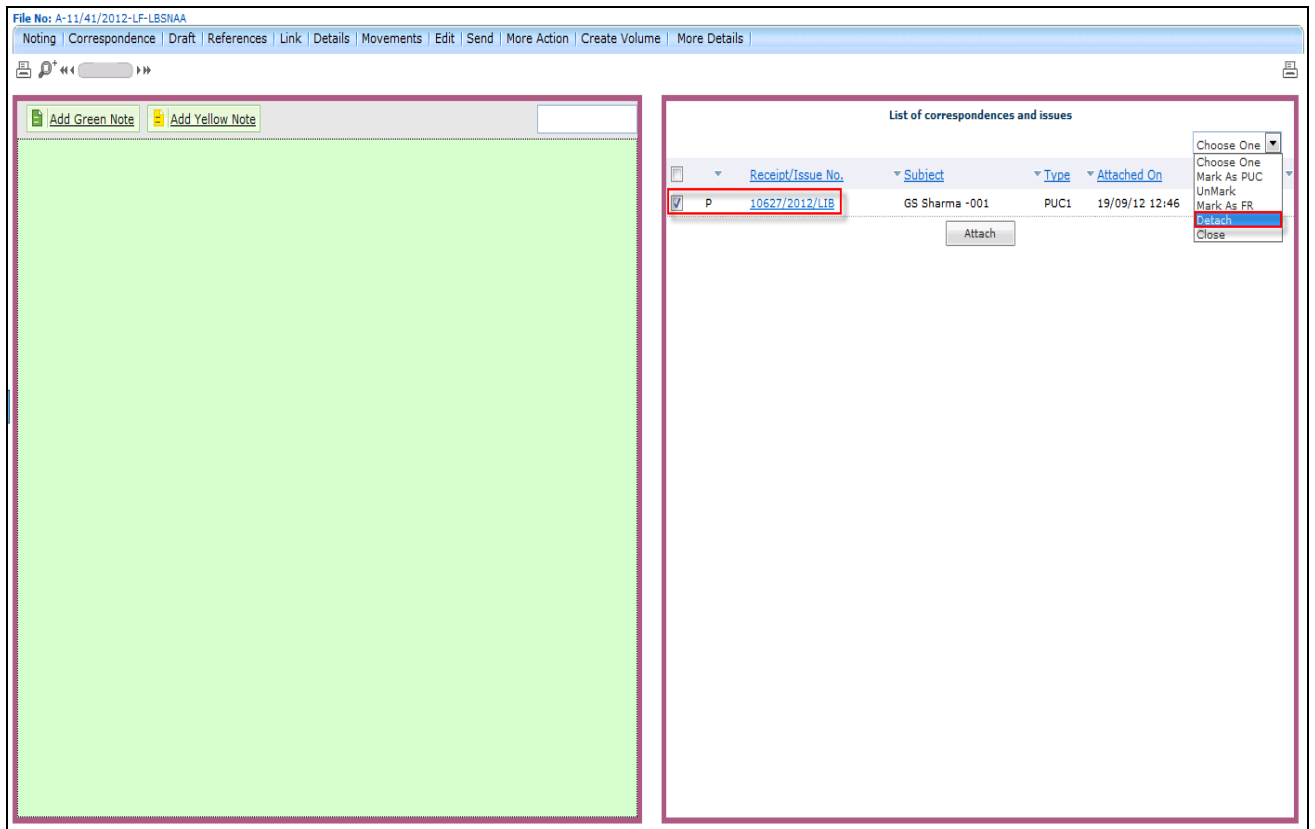 File No: A-11/41/2012-LF-LBSNAA
Noting | Correspondence | Draft | References | Link | Details | Movements | Edit | Send | More Action | Create Volume | More Details |
Add Green Note Add Yellow Note
List of correspondences and issues
Choose One
Choose One
Mark As PUC
UnMark
Mark As FR
Detach
Close
Receipt/Issue No. Subject Type Attached On
P 10627/2012/LIB GS Sharma -001 PUC1 19/09/12 12:46
Attach